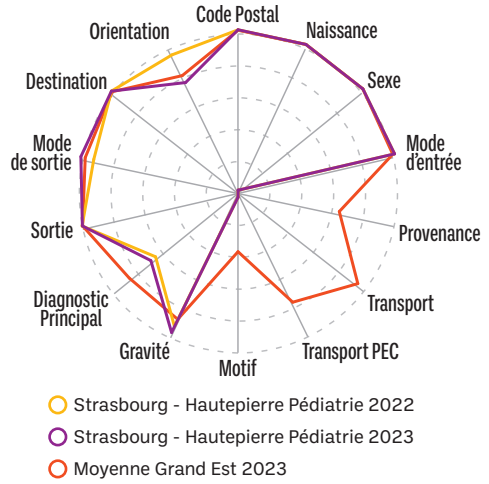 Code Postal
Naissance
Sexe
Mode
d'entrée
Provenance
Transport
Transport PEC
Motif
Gravité
Diagnostic
Principal
Sortie
Mode
de sortie
Destination
Orientation
Strasbourg - Hautepierre Pédiatrie 2022
Strasbourg - Hautepierre Pédiatrie 2023
Moyenne Grand Est 2023